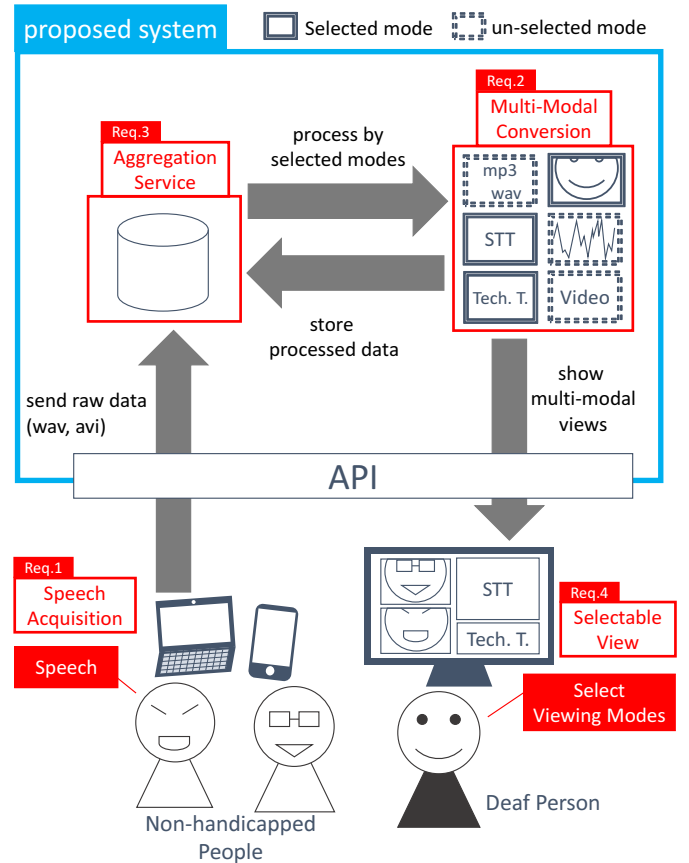 proposed system
Selected mode
un-selected mode
Req.2
Multi-Modal
Conversion
Req.3
Aggregation
Service
process by
selected modes
mp3
wav
STT
Tech. T.
Video
store
processed data
send raw data
(wav, avi)
show
multi-modal
views
API
Req.1
Speech
Acquisition
STT
Tech. T.
Req.4
Selectable
View
Speech
Select
Viewing Modes
Non-handicapped
People
Deaf Person